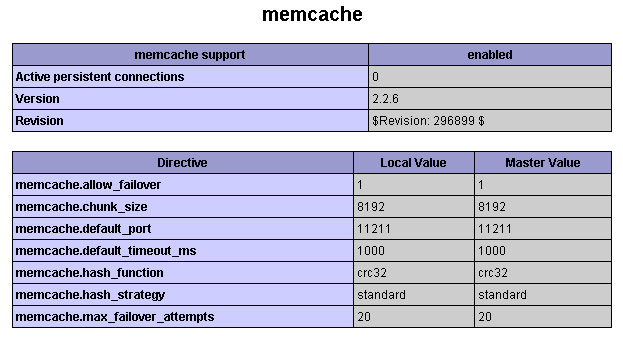 memcache
memcache support enabled
Active persistent connections 0
Version 2.2.6
Revision $Revision: 296899 $
Directive Local Value Master Value
memcache.allow_failover 1 1
memcache.chunk_size 8192 8192
memcache.default_port 11211 11211
memcache.default_timeout_ms 1000 1000
memcache.hash_function crc32 crc32
memcache.hash_strategy standard standard
memcache.max_failover_attempts 20 20